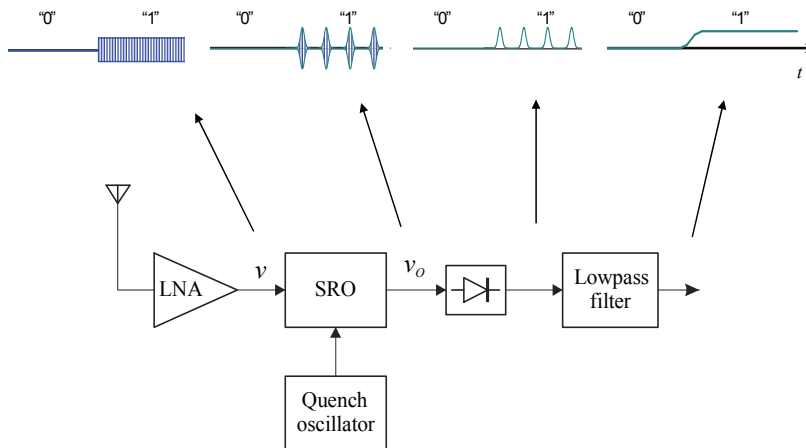 “0” “1” “0” “1” “0” “1” “0” “1”
t
LNA
v
SRO
vo
Lowpass
filter
Quench
oscillator